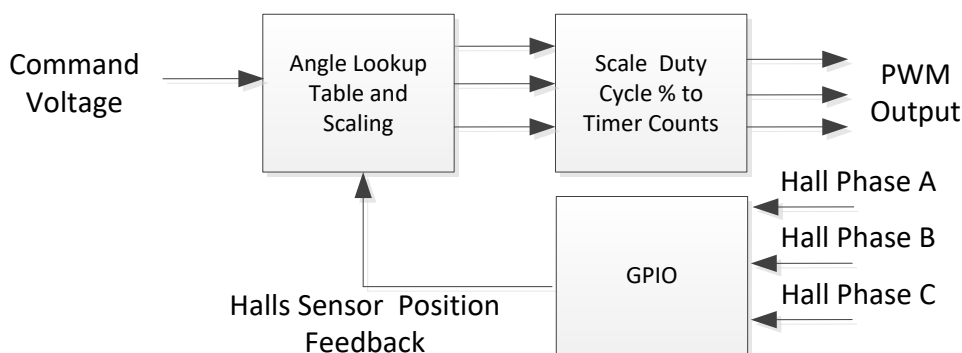 Command
Voltage
Angle Lookup
Table and
Scaling
Scale  Duty
Cycle % to
Timer Counts
PWM
Output
Hall Phase A
Hall Phase B
Hall Phase C
GPIO
Halls Sensor  Position
Feedback